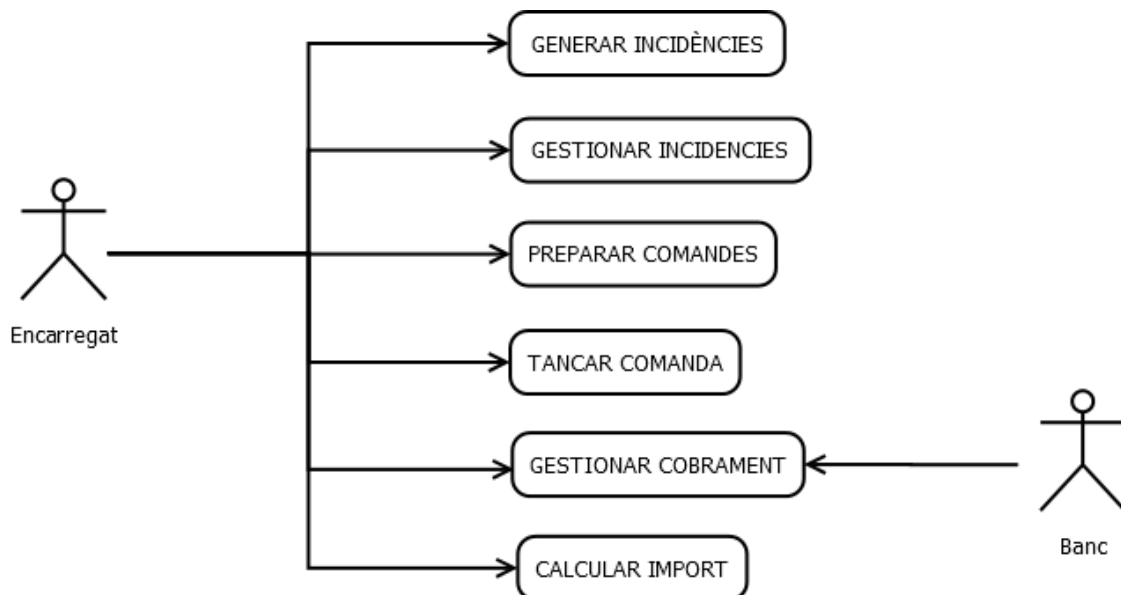 GENERAR INCIDÈNCIES
GESTIONAR INCIDENCIES
PREPARAR COMANDES
Encarregat
TANCAR COMANDA
GESTIONAR COBRAMENT
Banc
CALCULAR IMPORT